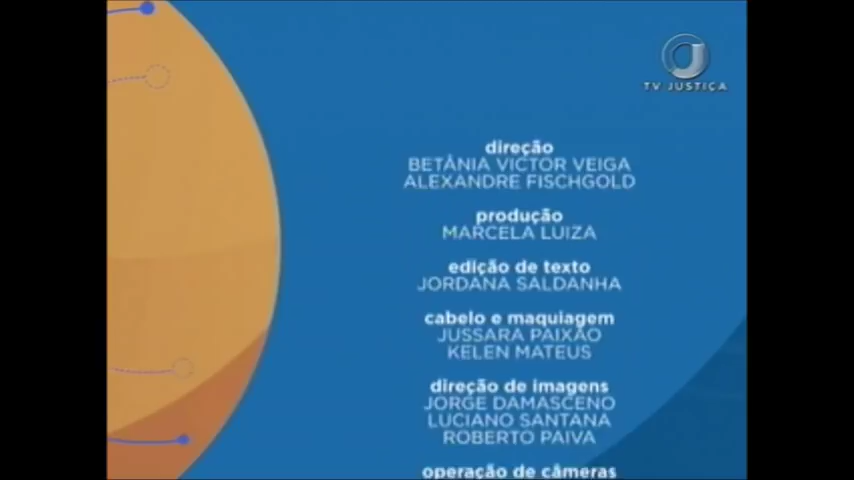 TV JUSTIÇA
direção
BETÂNIA VICTOR VEIGA
ALEXANDRE FISCHGOLD
produção
MARCELA LUIZA
edição de texto
JORDANA SALDANHA
cabelo e maquiagem
JUSSARA PAIXÃO
KELEN MATEUS
direção de imagens
JORGE DAMASCENO
LUCIANO SANTANA
ROBERTO PAIVA
operação de câmeras